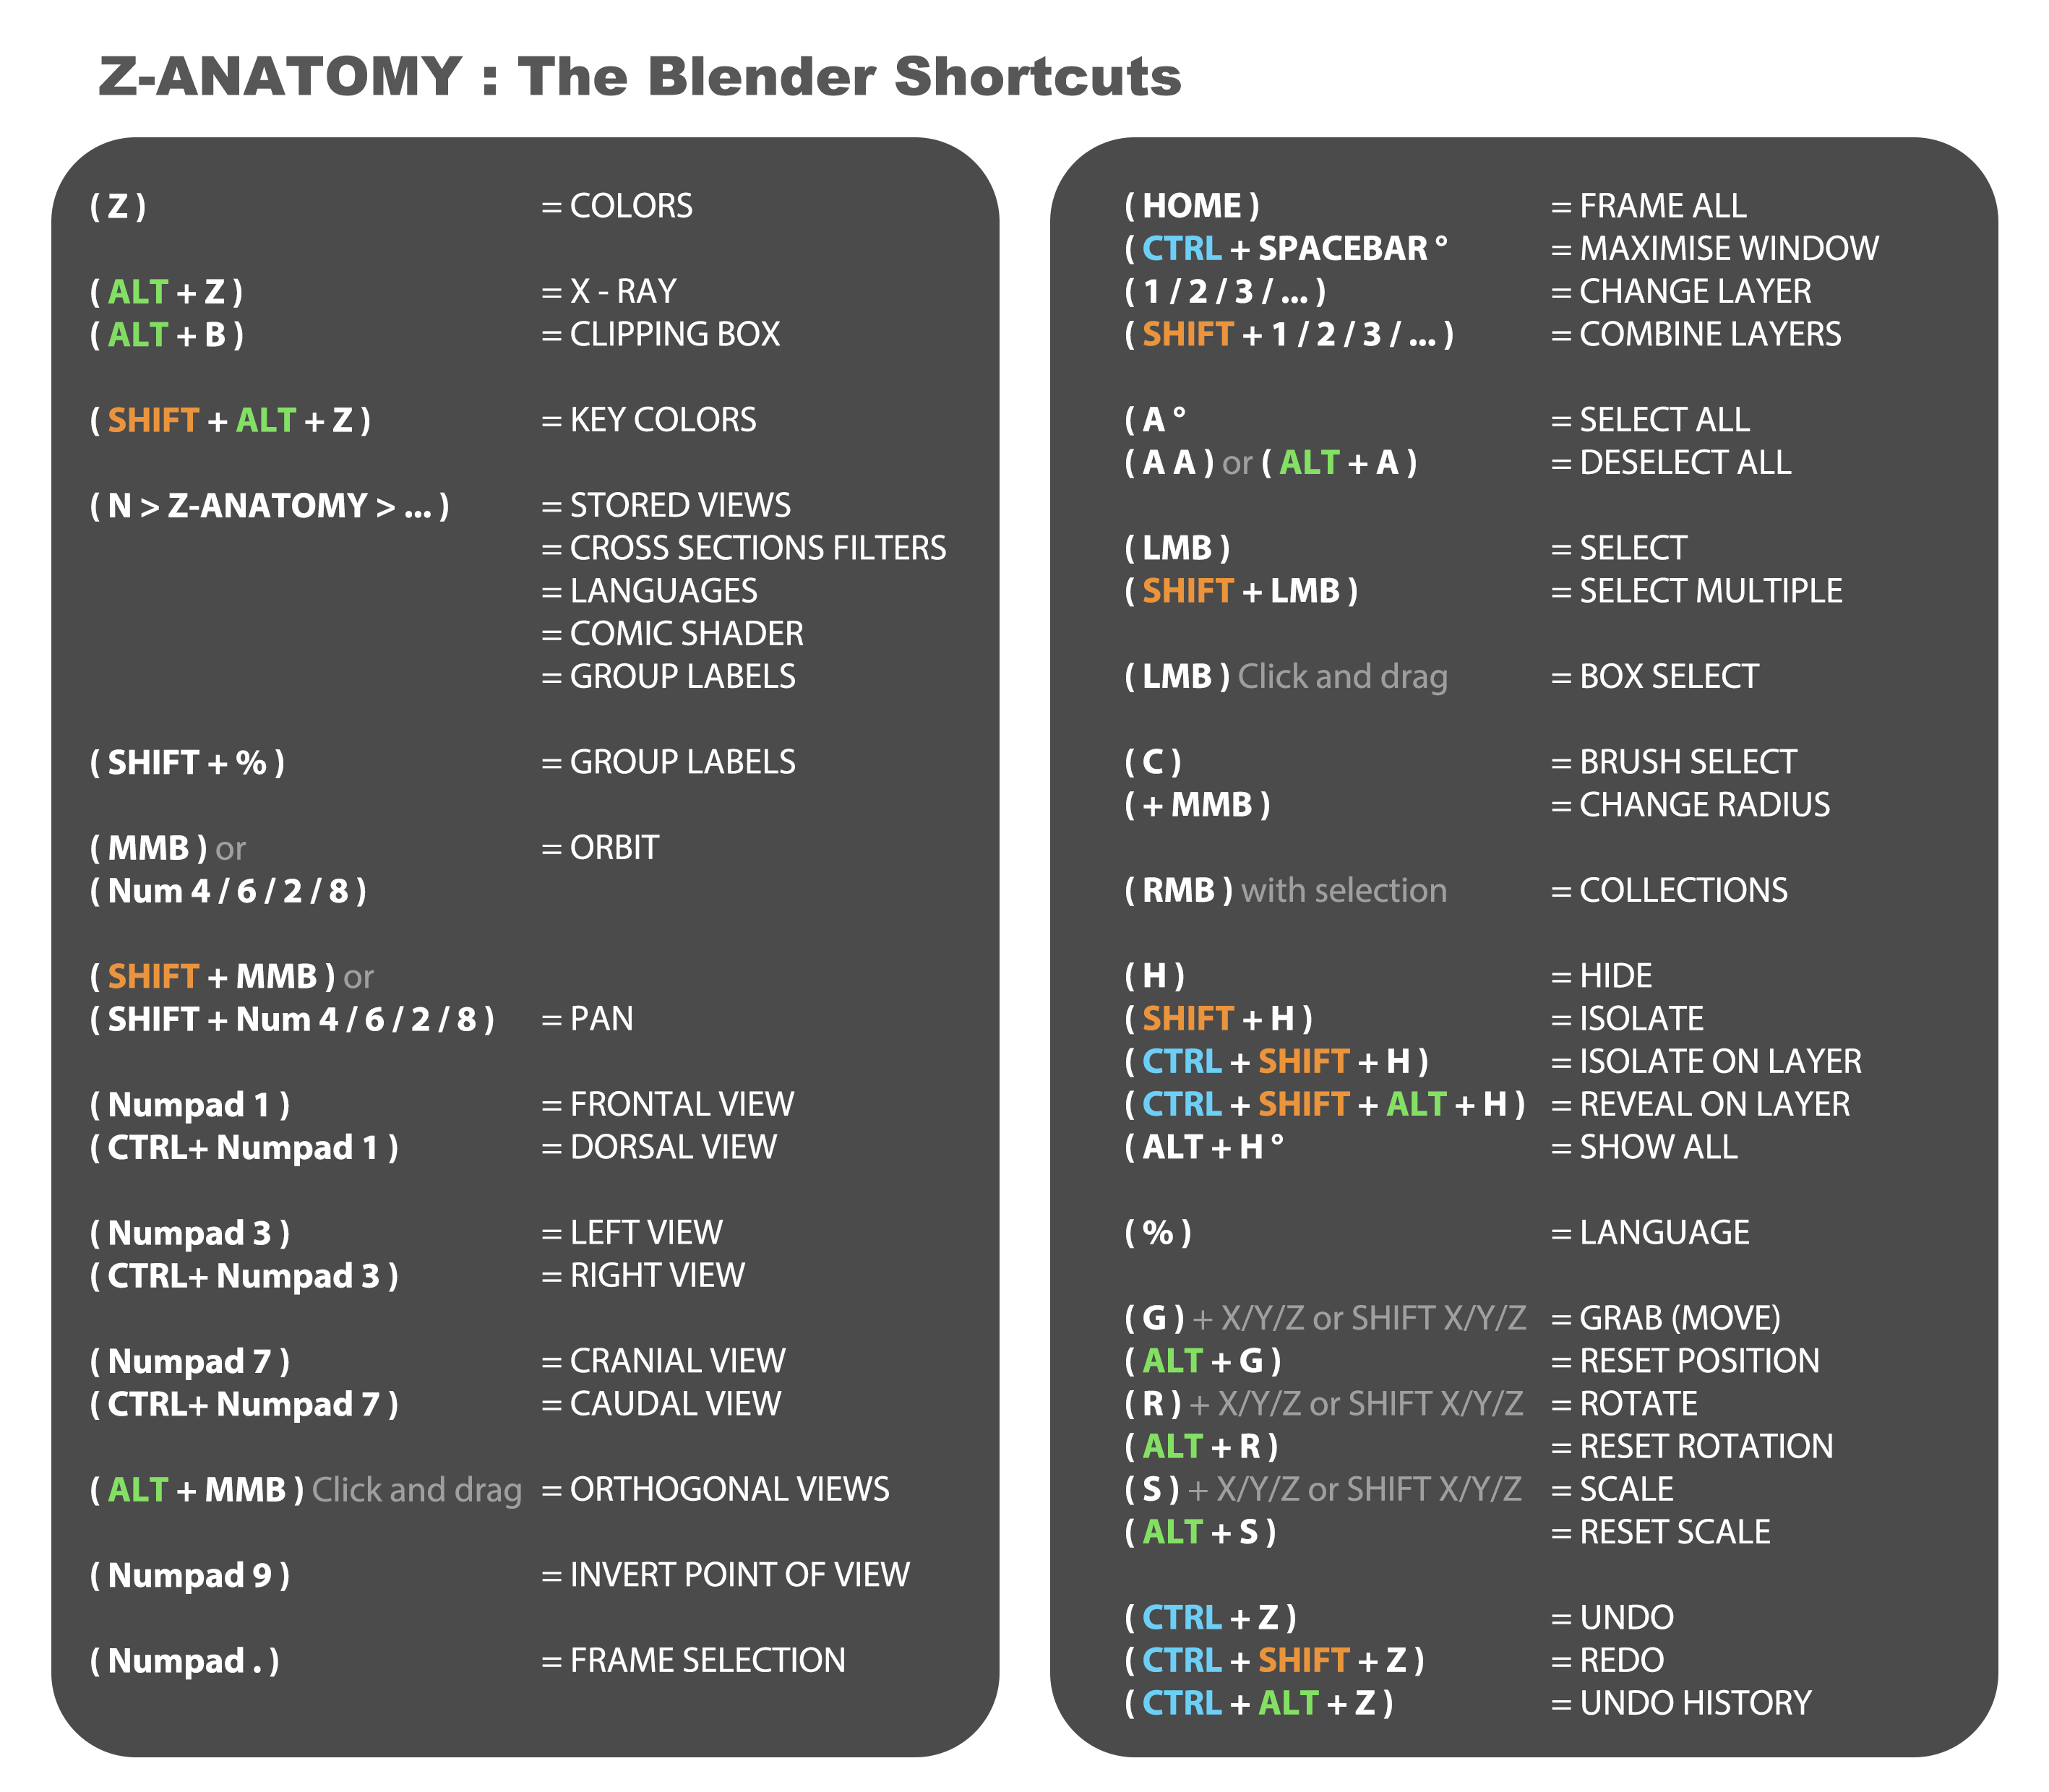 Z-ANATOMY : The Blender Shortcuts
( Z ) = COLORS
( ALT + Z ) = X - RAY
( ALT + B ) = CLIPPING BOX
( SHIFT + ALT + Z ) = KEY COLORS
( N > Z-ANATOMY > ... ) = STORED VIEWS
= CROSS SECTIONS FILTERS
= LANGUAGES
= COMIC SHADER
= GROUP LABELS
( SHIFT + % ) = GROUP LABELS
( MMB ) or = ORBIT
( Num 4 / 6 / 2 / 8 )
( SHIFT + MMB ) or
( SHIFT + Num 4 / 6 / 2 / 8 ) = PAN
( Numpad 1 ) = FRONTAL VIEW
( CTRL+ Numpad 1 ) = DORSAL VIEW
( Numpad 3 ) = LEFT VIEW
( CTRL+ Numpad 3 ) = RIGHT VIEW
( Numpad 7 ) = CRANIAL VIEW
( CTRL+ Numpad 7 ) = CAUDAL VIEW
( ALT + MMB ) Click and drag = ORTHOGONAL VIEWS
( Numpad 9 ) = INVERT POINT OF VIEW
( Numpad . ) = FRAME SELECTION
( HOME ) = FRAME ALL
( CTRL + SPACEBAR ° = MAXIMISE WINDOW
( 1 / 2 / 3 / ... ) = CHANGE LAYER
( SHIFT + 1 / 2 / 3 / ... ) = COMBINE LAYERS
( A ° = SELECT ALL
( A A ) or ( ALT + A ) = DESELECT ALL
( LMB ) = SELECT
( SHIFT + LMB ) = SELECT MULTIPLE
( LMB ) Click and drag = BOX SELECT
( C ) = BRUSH SELECT
( + MMB ) = CHANGE RADIUS
( RMB ) with selection = COLLECTIONS
( H ) = HIDE
( SHIFT + H ) = ISOLATE
( CTRL + SHIFT + H ) = ISOLATE ON LAYER
( CTRL + SHIFT + ALT + H ) = REVEAL ON LAYER
( ALT + H ° = SHOW ALL
( % ) = LANGUAGE
( G ) + X/Y/Z or SHIFT X/Y/Z = GRAB (MOVE)
( ALT + G ) = RESET POSITION
( R ) + X/Y/Z or SHIFT X/Y/Z = ROTATE
( ALT + R ) = RESET ROTATION
( S ) + X/Y/Z or SHIFT X/Y/Z = SCALE
( ALT + S ) = RESET SCALE
( CTRL + Z ) = UNDO
( CTRL + SHIFT + Z ) = REDO
( CTRL + ALT + Z ) = UNDO HISTORY